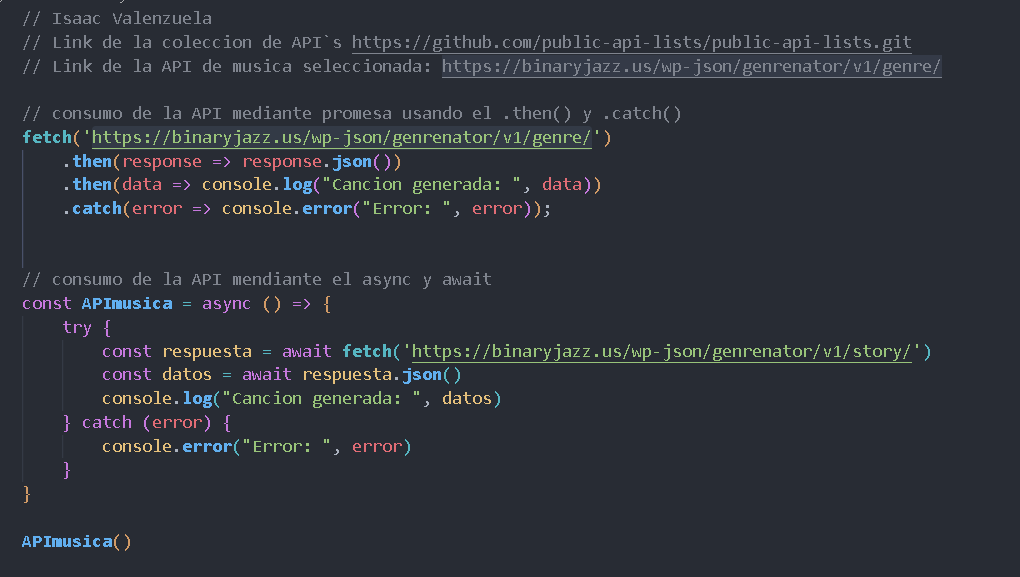 // Isaac Valenzuela
// Link de la coleccion de API`s https://github.com/public-api-lists/public-api-lists.git
// Link de la API de musica seleccionada: https://binaryjazz.us/wp-json/genrenator/v1/genre/
// consumo de la API mediante promesa usando el .then() y .catch()
fetch('https://binaryjazz.us/wp-json/genrenator/v1/genre/')
.then(response => response.json())
.then(data => console.log("Cancion generada: ", data))
.catch(error => console.error("Error: ", error));
// consumo de la API mendiante el async y await
const APImusica = async () => {
try {
const respuesta = await fetch('https://binaryjazz.us/wp-json/genrenator/v1/story/')
const datos = await respuesta.json()
console.log("Cancion generada: ", datos)
} catch (error) {
console.error("Error: ", error)
}
}
APImusica()